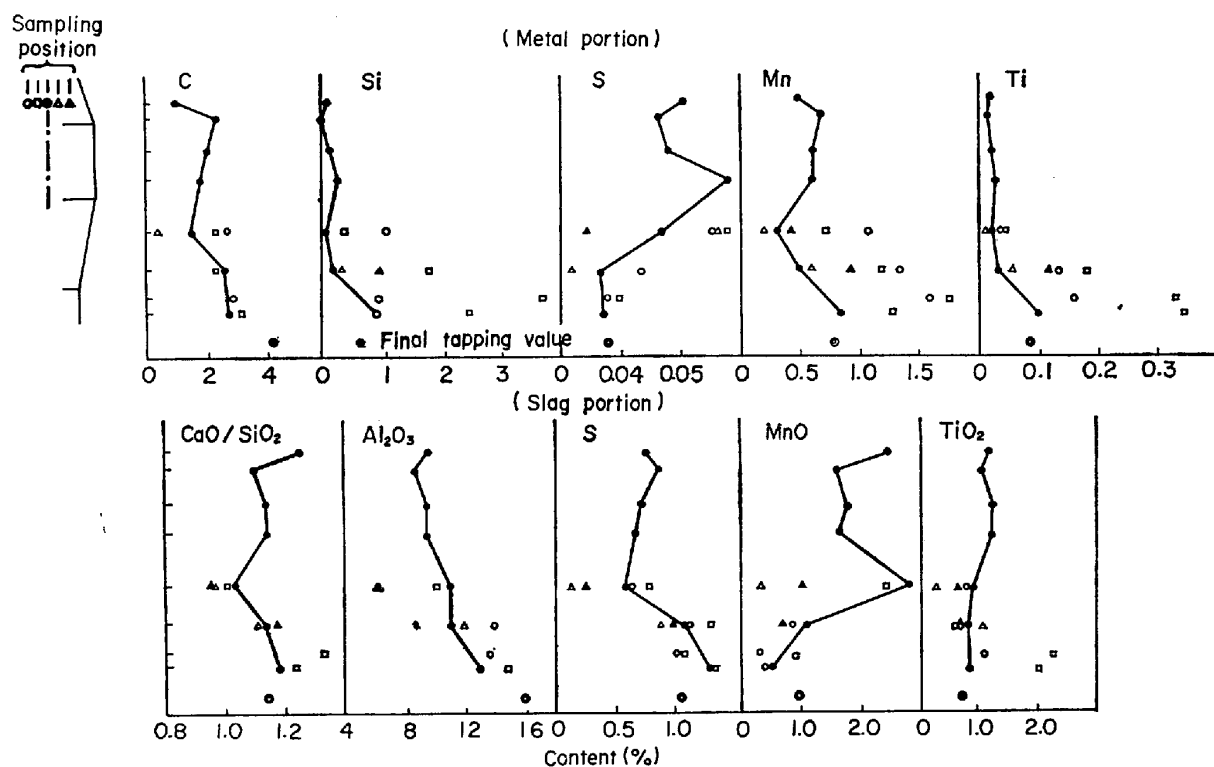 Sampling
position
(Metal portion)
C Si S Mn Ti
Final tapping value
0 2 4 0 2 0 0.04 0.05 0 0.5 1.0 1.5 0 0.1 0.2 0.3
(Slag portion)
CaO/SiO₂ Al₂O₃ S MnO TiO₂
0.8 1.0 1.2 4 8 12 16 0 0.5 1.0 0 1.0 2.0 0 1.0 2.0
Content (%)